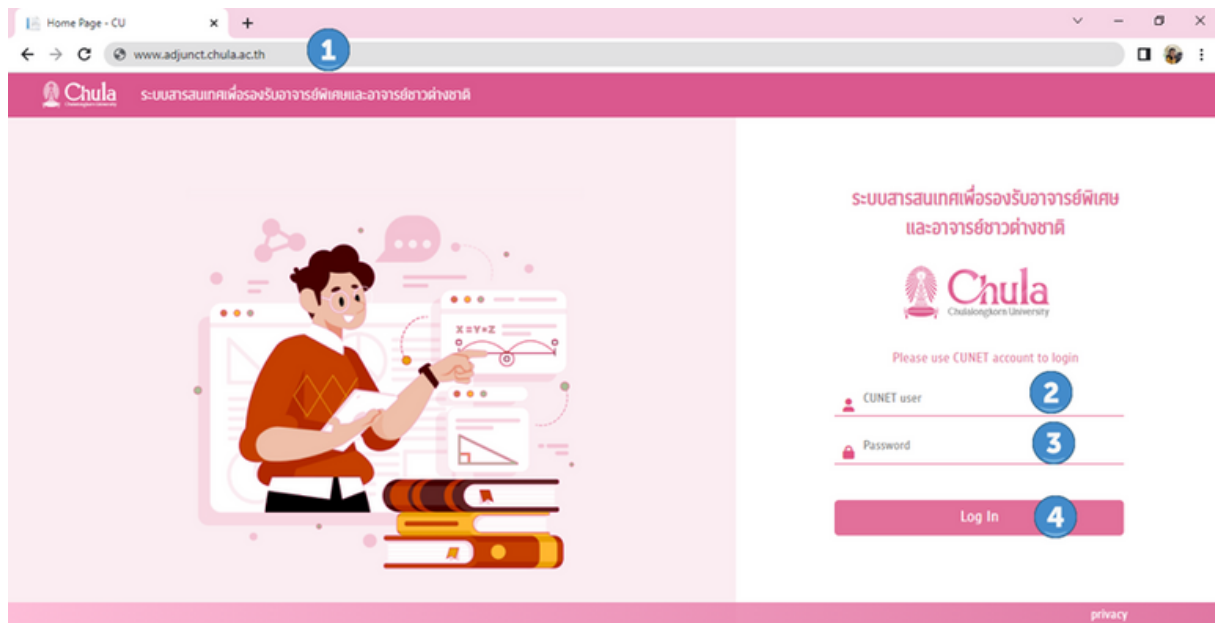 Home Page - CU
www.adjunct.chula.ac.th
1
Chula
Chulalongkorn University
ระบบสารสนเทศเพื่อรองรับอาจารย์พิเศษและอาจารย์ชาวต่างชาติ
ระบบสารสนเทศเพื่อรองรับอาจารย์พิเศษ
และอาจารย์ชาวต่างชาติ
Chula
Chulalongkorn University
X=Y*Z
Please use CUNET account to login
CUNET user
2
Password
3
Log In
4
privacy